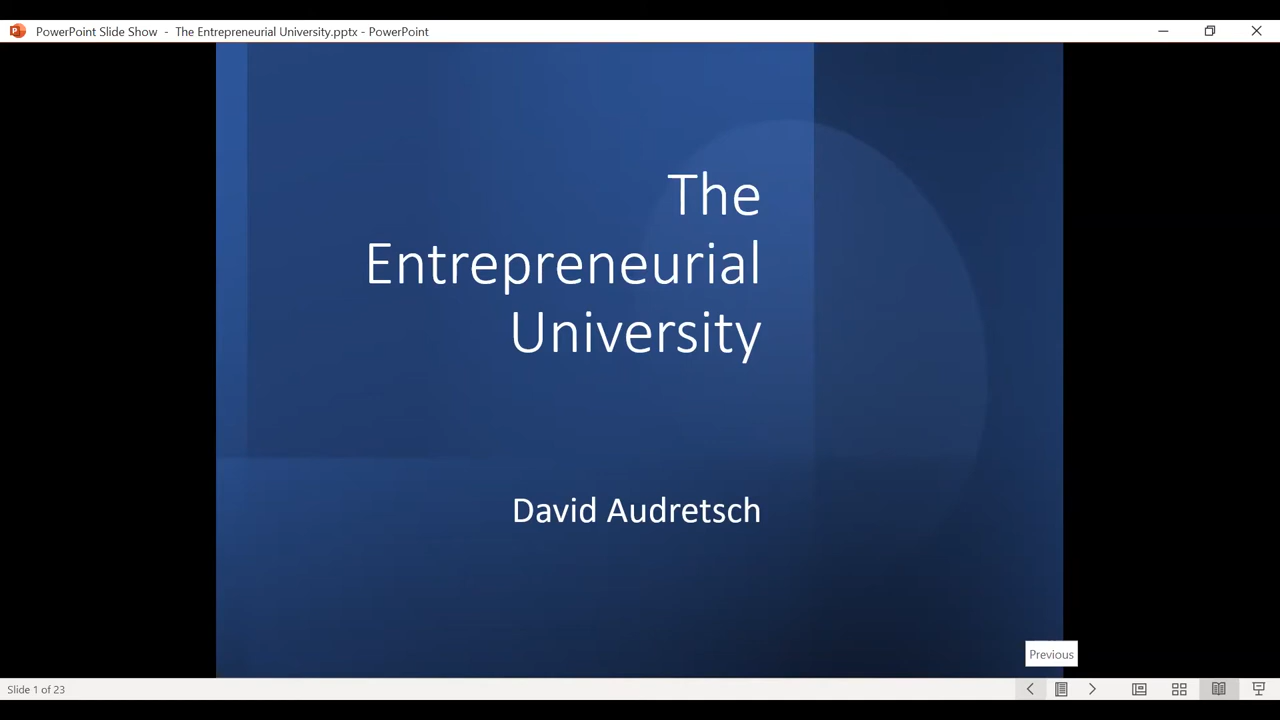 PowerPoint Slide Show - The Entrepreneurial University.pptx - PowerPoint
The
Entrepreneurial
University
David Audretsch
Previous
Slide 1 of 23